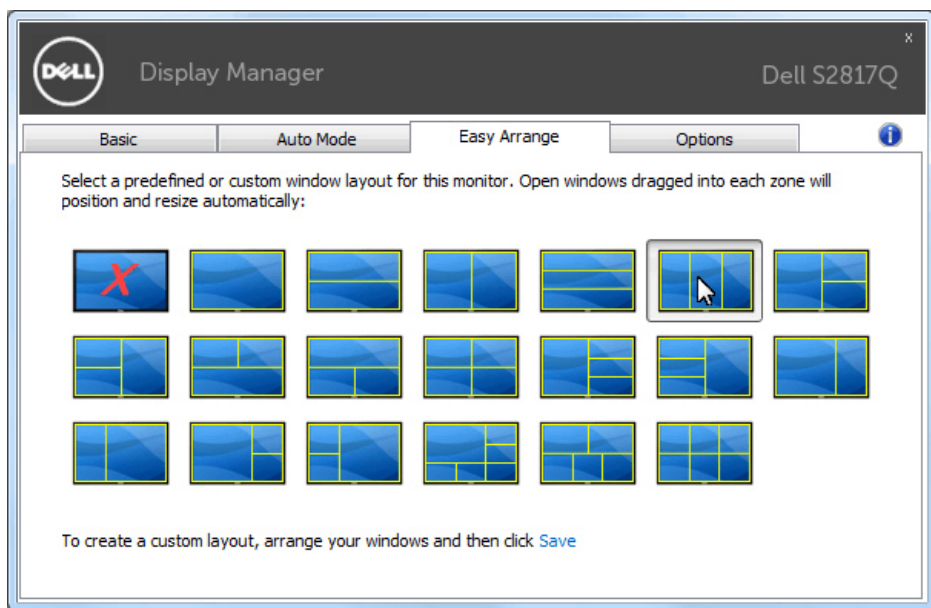 x
DELL
Display Manager
Dell S2817Q
Basic
Auto Mode
Easy Arrange
Options
i
Select a predefined or custom window layout for this monitor. Open windows dragged into each zone will
position and resize automatically:
X
To create a custom layout, arrange your windows and then click Save